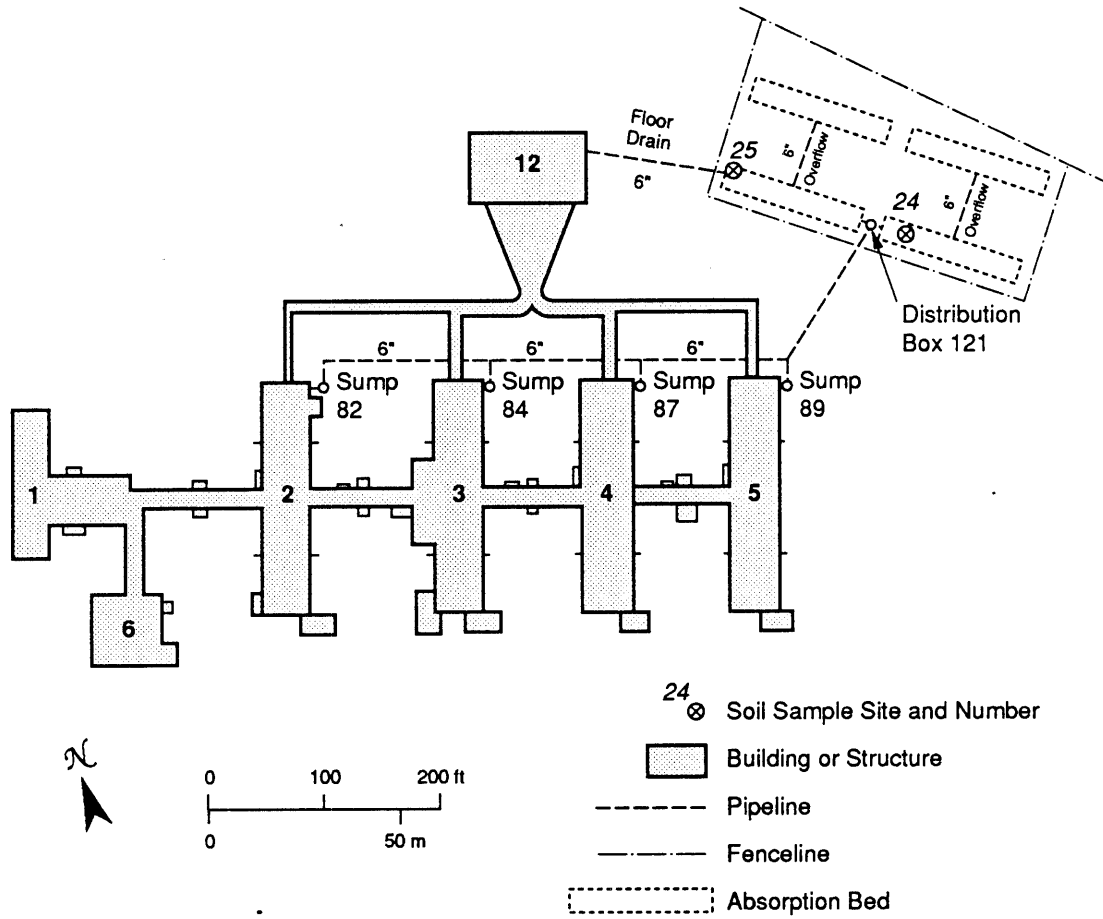 Floor
Drain
6"
12
25
6"
Overflow
24
6"
Overflow
Distribution
Box 121
6"
6"
6"
Sump
82
Sump
84
Sump
87
Sump
89
1
2
3
4
5
6
24
Soil Sample Site and Number
Building or Structure
Pipeline
Fenceline
Absorption Bed
N
0 100 200 ft
0 50 m